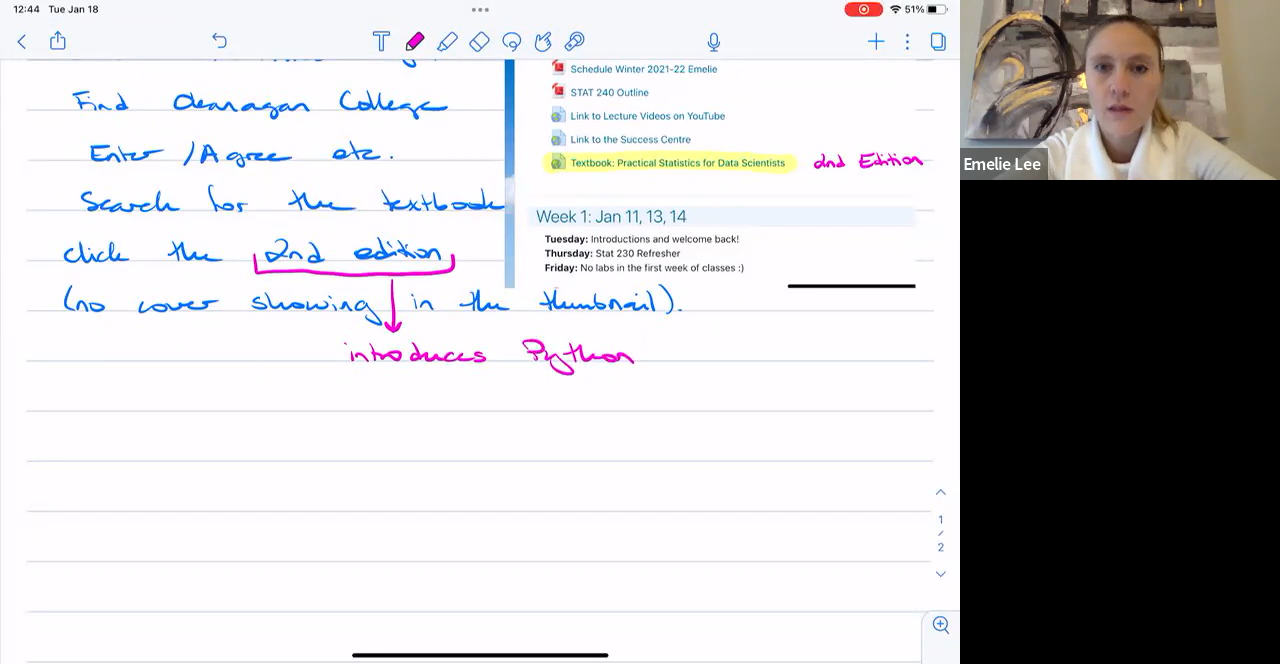 12:44 Tue Jan 18
51%
Find Okanagan College
Enter /Agree etc.
Search for the textbook
click the 2nd edition
(no cover showing in the thumbnail).
introduces Python
Schedule Winter 2021-22 Emelie
STAT 240 Outline
Link to Lecture Videos on YouTube
Link to the Success Centre
Textbook: Practical Statistics for Data Scientists 2nd Edition
Week 1: Jan 11, 13, 14
Tuesday: Introductions and welcome back!
Thursday: Stat 230 Refresher
Friday: No labs in the first week of classes :)
Emelie Lee
1
/
2